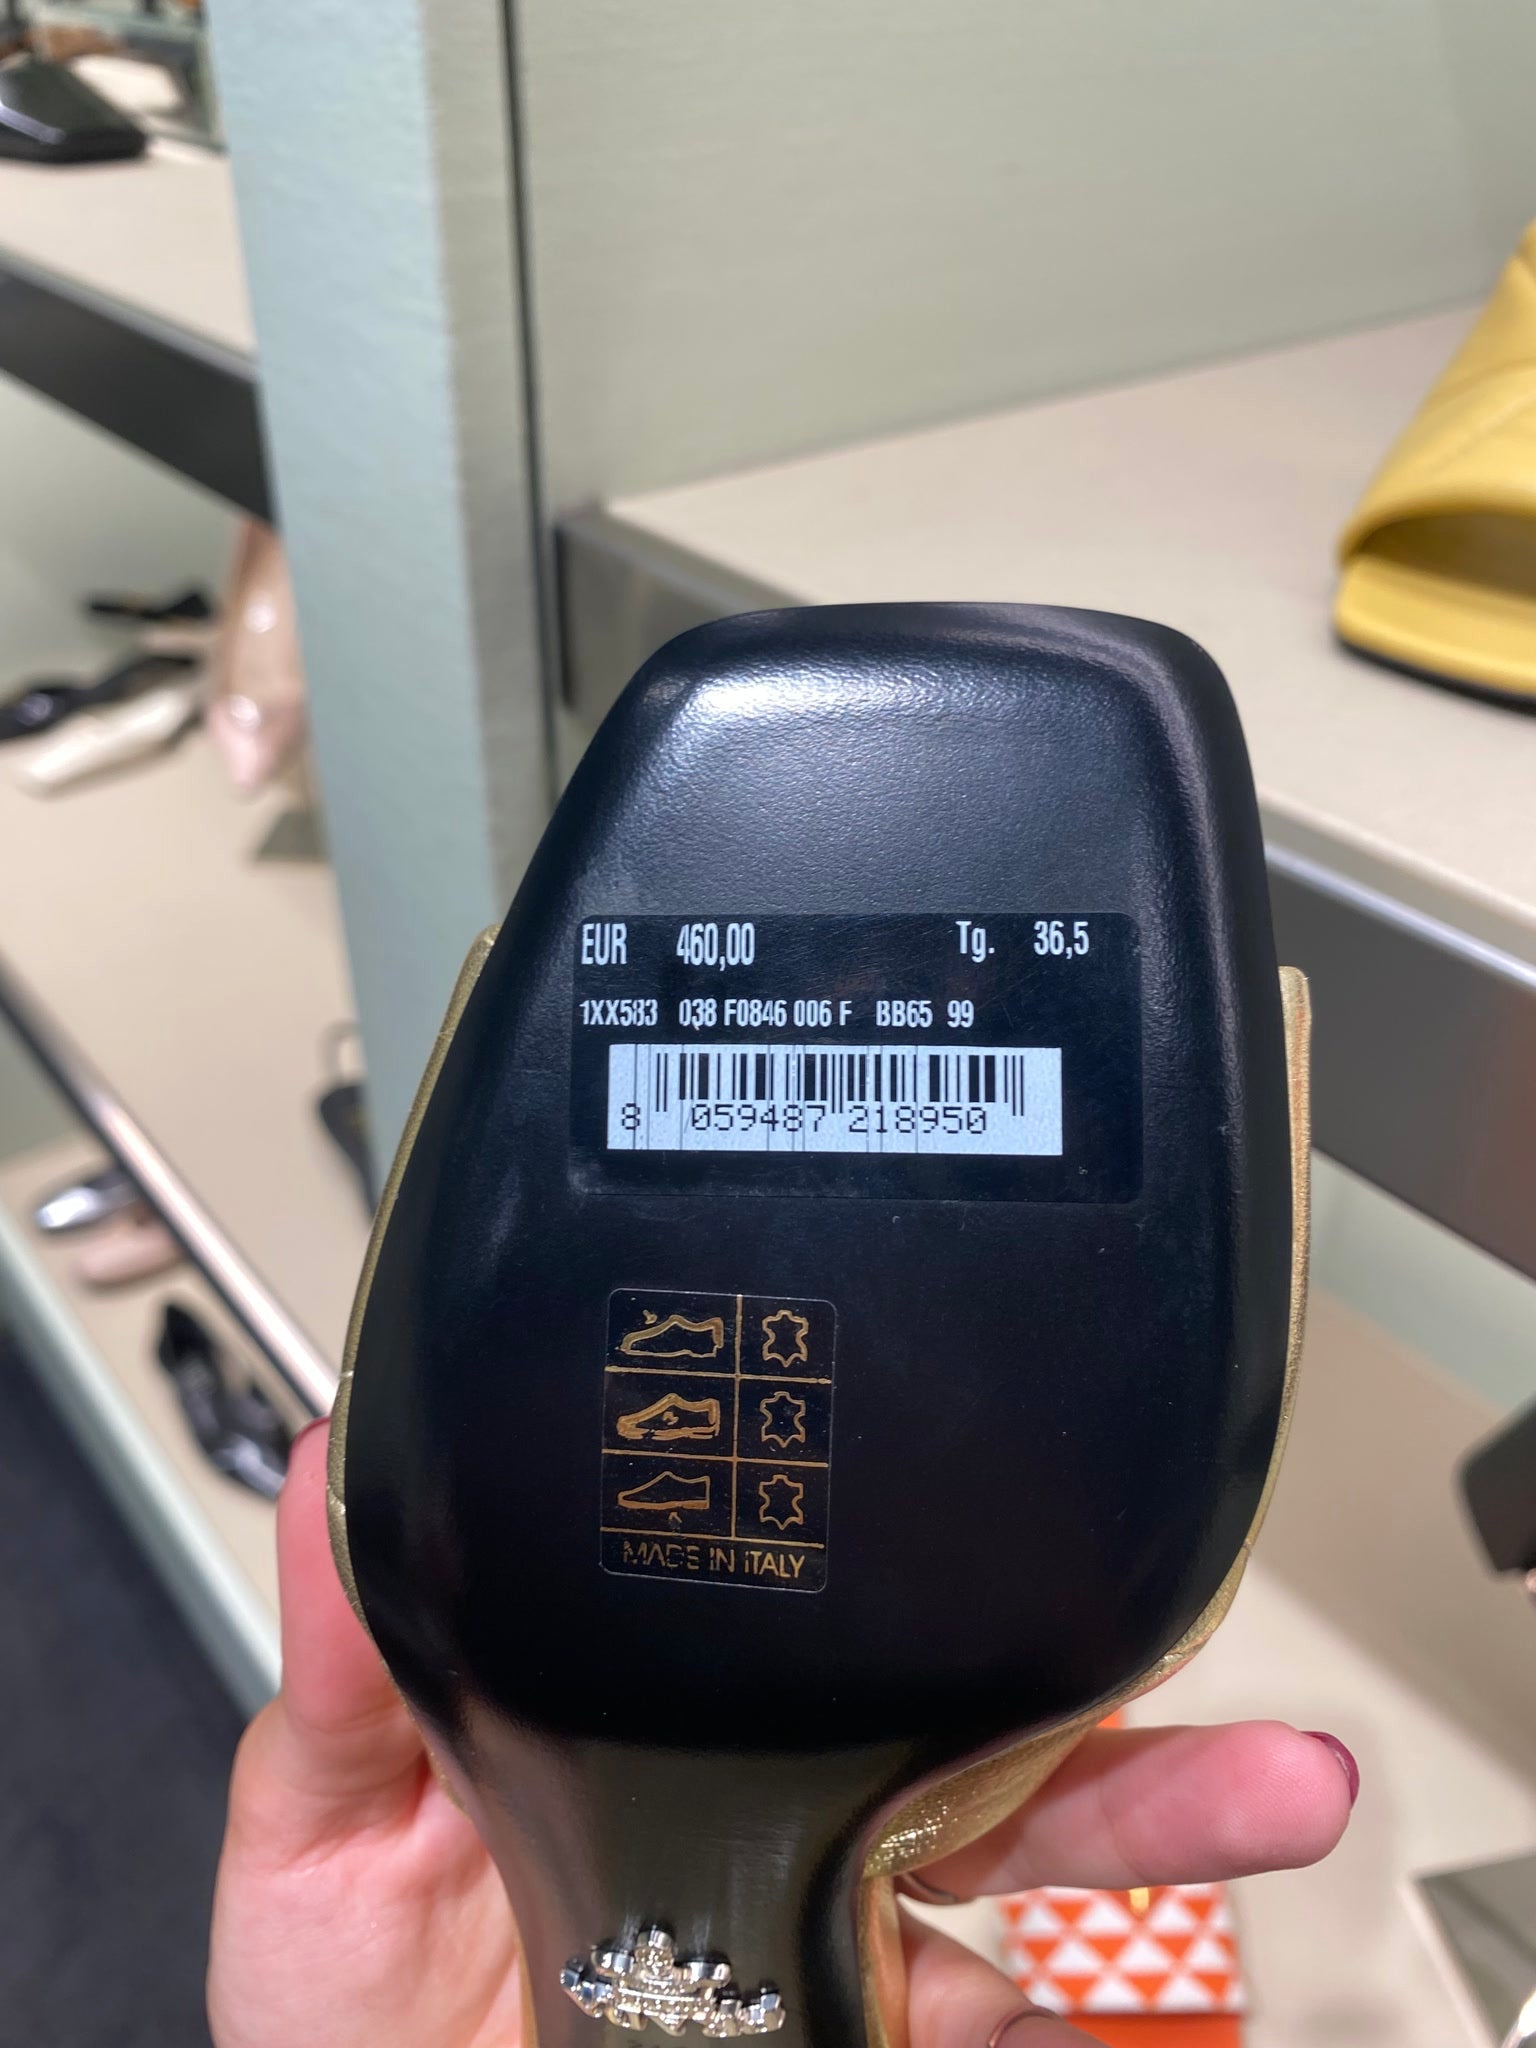 EUR 460,00 Tg. 36,5
1XX583 038 F0846 006 F BB65 99
8 059487 218950
MADE IN ITALY